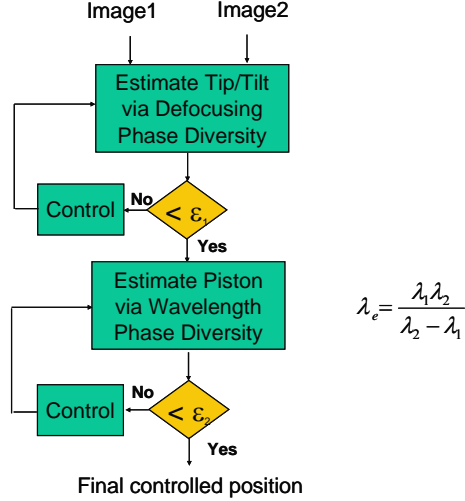 Image1 Image2
Estimate Tip/Tilt
via Defocusing
Phase Diversity
Control
No
< ε₁
Yes
Estimate Piston
via Wavelength
Phase Diversity
λₑ = λ₁λ₂ / (λ₂ − λ₁)
No
Control
< ε₂
Yes
Final controlled position